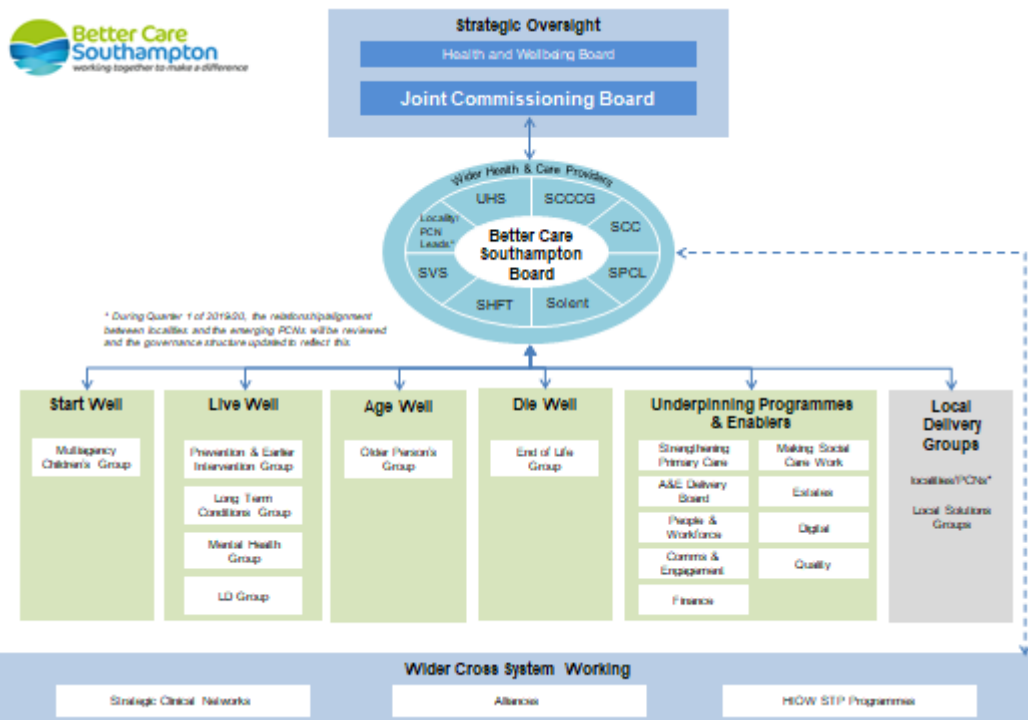 Better Care
Southampton
working together to make a difference
Strategic Oversight
Health and Wellbeing Board
Joint Commissioning Board
Wider Health & Care Providers
UHS
SCCCG
Locality/
PCN
Leads*
SCC
Better Care
Southampton
Board
SVS
SPCL
SHFT
Solent
* During Quarter 1 of 2019/20, the relationship/alignment
between localities and the emerging PCNs will be reviewed
and the governance structure updated to reflect this.
Start Well
Multiagency
Children's Group
Live Well
Prevention & Earlier
Intervention Group
Long Term
Conditions Group
Mental Health
Group
LD Group
Age Well
Older Person's
Group
Die Well
End of Life
Group
Underpinning Programmes
& Enablers
Strengthening
Primary Care
Making Social
Care Work
A&E Delivery
Board
Estates
People &
Workforce
Digital
Comms &
Engagement
Quality
Finance
Local
Delivery
Groups
localities/PCNs*
Local Solutions
Groups
Wider Cross System Working
Strategic Clinical Networks
Alliances
HIOW STP Programmes